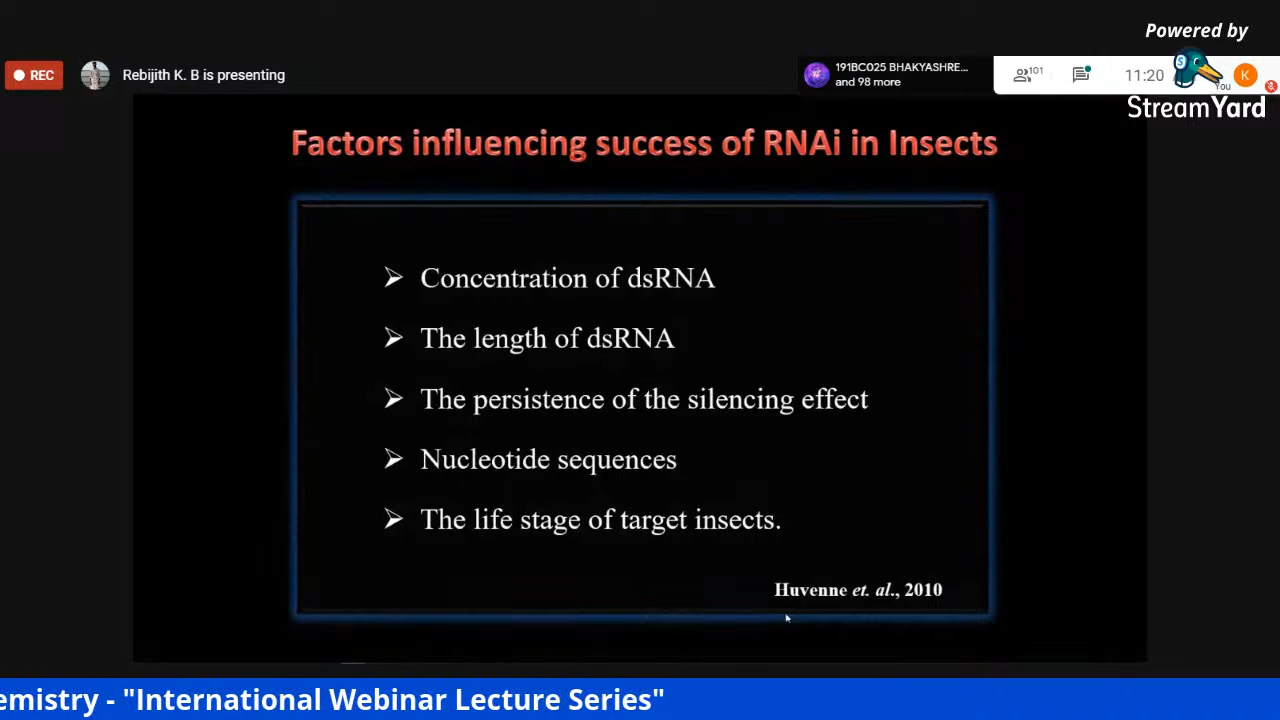 Powered by
REC
Rebijith K. B is presenting
191BC025 BHAKYASHRE...
and 98 more
101
11:20
S
K
You
StreamYard
Factors influencing success of RNAi in Insects
➢ Concentration of dsRNA
➢ The length of dsRNA
➢ The persistence of the silencing effect
➢ Nucleotide sequences
➢ The life stage of target insects.
Huvenne et. al., 2010
emistry - "International Webinar Lecture Series"